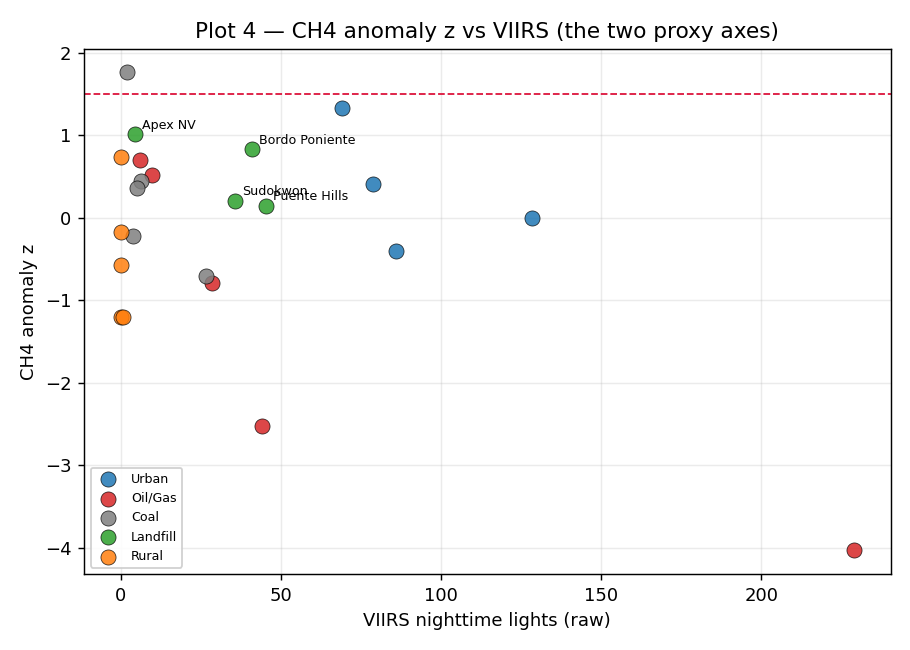 Plot 4 — CH4 anomaly z vs VIIRS (the two proxy axes)
CH4 anomaly z
2
1
0
−1
−2
−3
−4
Apex NV
Bordo Poniente
Sudokwon
Puente Hills
Urban
Oil/Gas
Coal
Landfill
Rural
0 50 100 150 200
VIIRS nighttime lights (raw)